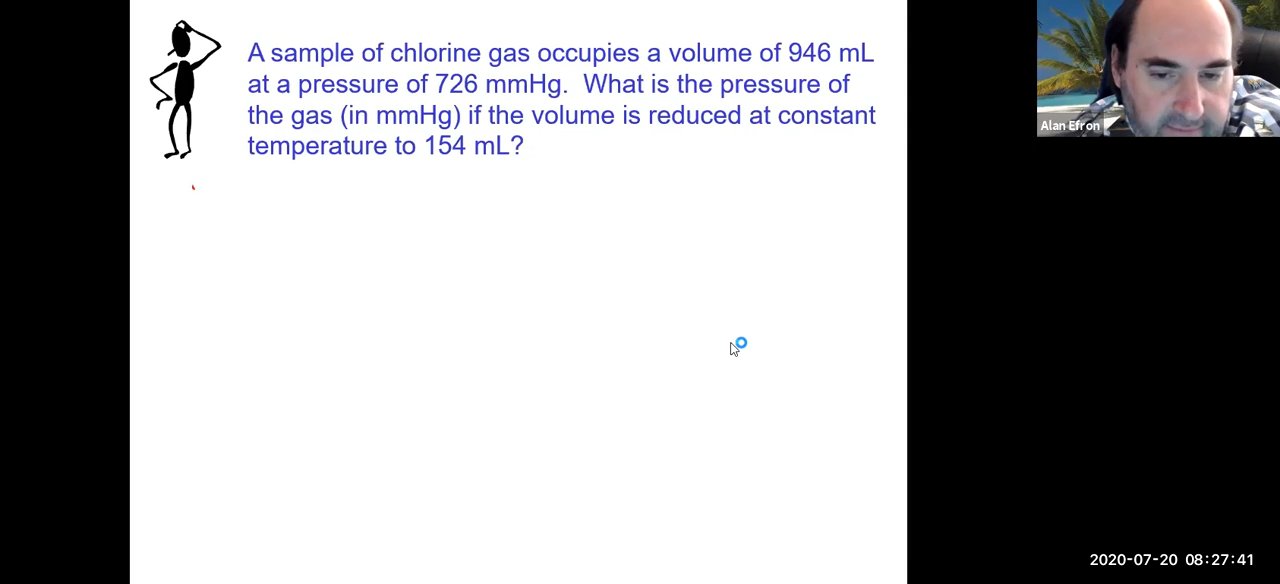 A sample of chlorine gas occupies a volume of 946 mL
at a pressure of 726 mmHg.  What is the pressure of
the gas (in mmHg) if the volume is reduced at constant
temperature to 154 mL?
Alan Efron
2020-07-20 08:27:41